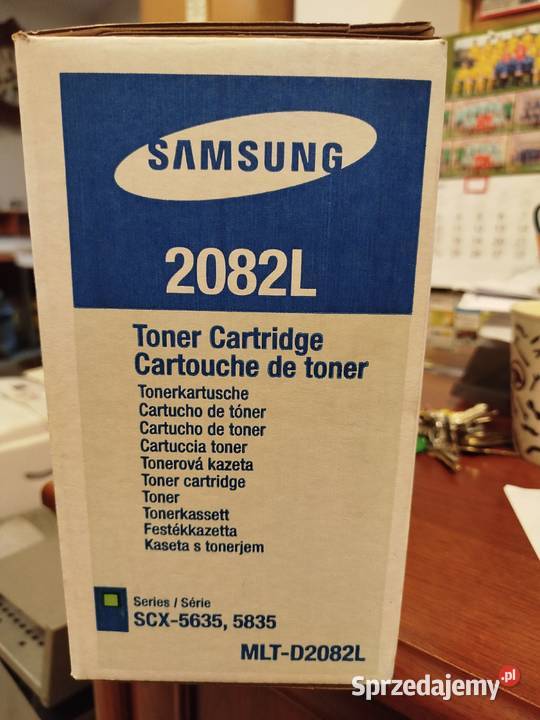 SAMSUNG
2082L
Toner Cartridge
Cartouche de toner
Tonerkartusche
Cartucho de tóner
Cartucho de toner
Cartuccia toner
Tonerová kazeta
Toner cartridge
Toner
Tonerkassett
Festékkazetta
Kaseta s tonerjem
Series / Série
SCX-5635, 5835
MLT-D2082L
Sprzedajemy.pl